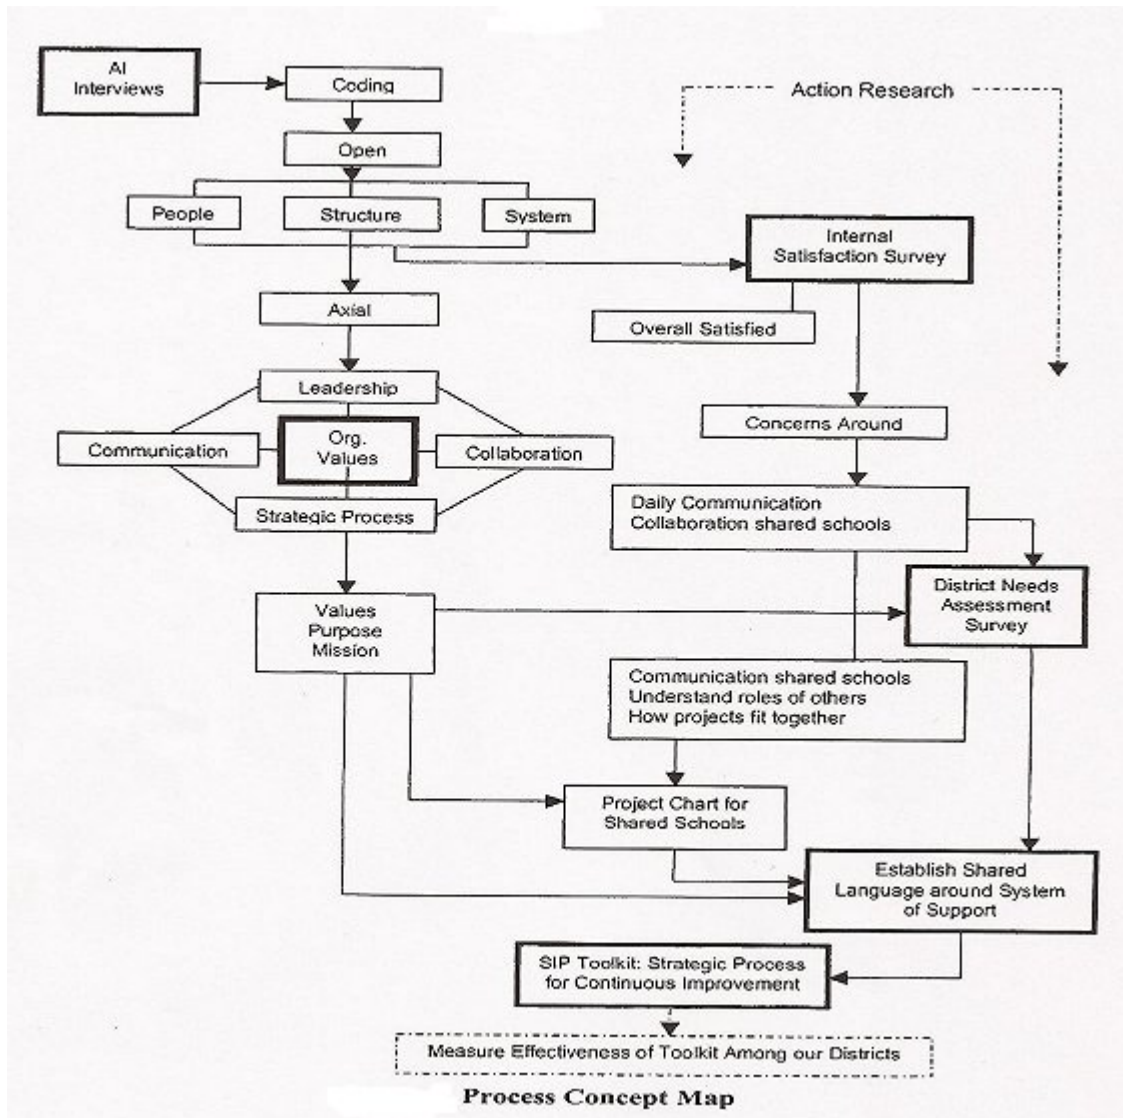 AI
Interviews
Coding
Action Research
Open
People
Structure
System
Internal
Satisfaction Survey
Axial
Overall Satisfied
Leadership
Concerns Around
Communication
Org.
Values
Collaboration
Strategic Process
Daily Communication
Collaboration shared schools
District Needs
Assessment
Survey
Values
Purpose
Mission
Communication shared schools
Understand roles of others
How projects fit together
Project Chart for
Shared Schools
Establish Shared
Language around System
of Support
SIP Toolkit: Strategic Process
for Continuous Improvement
Measure Effectiveness of Toolkit Among our Districts
Process Concept Map